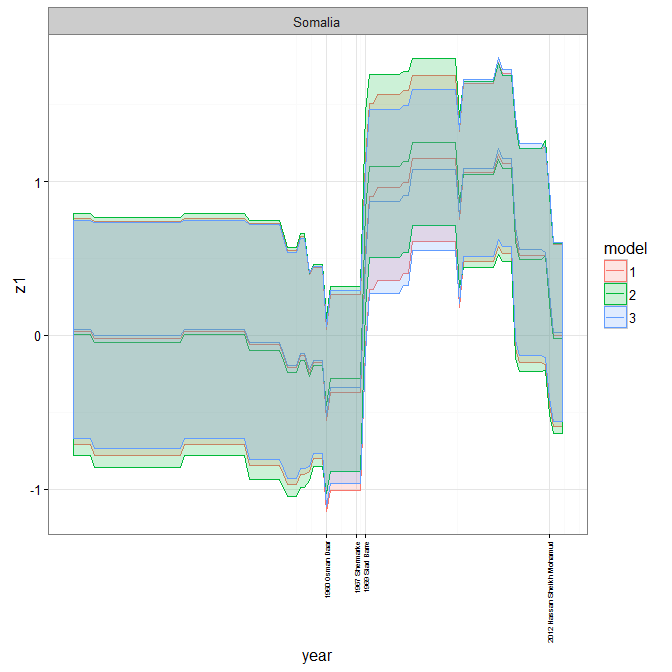 Somalia
z1
1
0
-1
1960 Osman Daar
1967 Shermarke
1969 Siad Barre
2012 Hassan Sheikh Mohamud
year
model
1
2
3